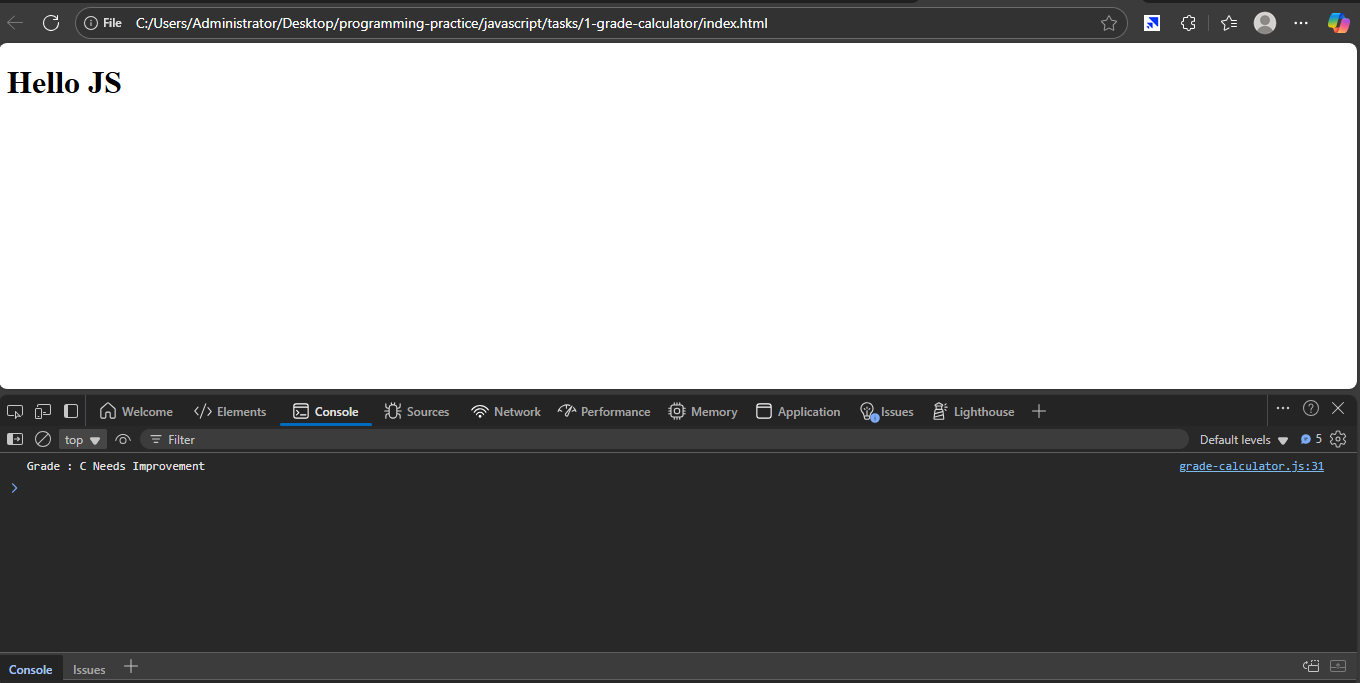 File C:/Users/Administrator/Desktop/programming-practice/javascript/tasks/1-grade-calculator/index.html
Hello JS
Welcome Elements Console Sources Network Performance Memory Application Issues Lighthouse
top Filter Default levels 5
Grade : C Needs Improvement grade-calculator.js:31
Console Issues